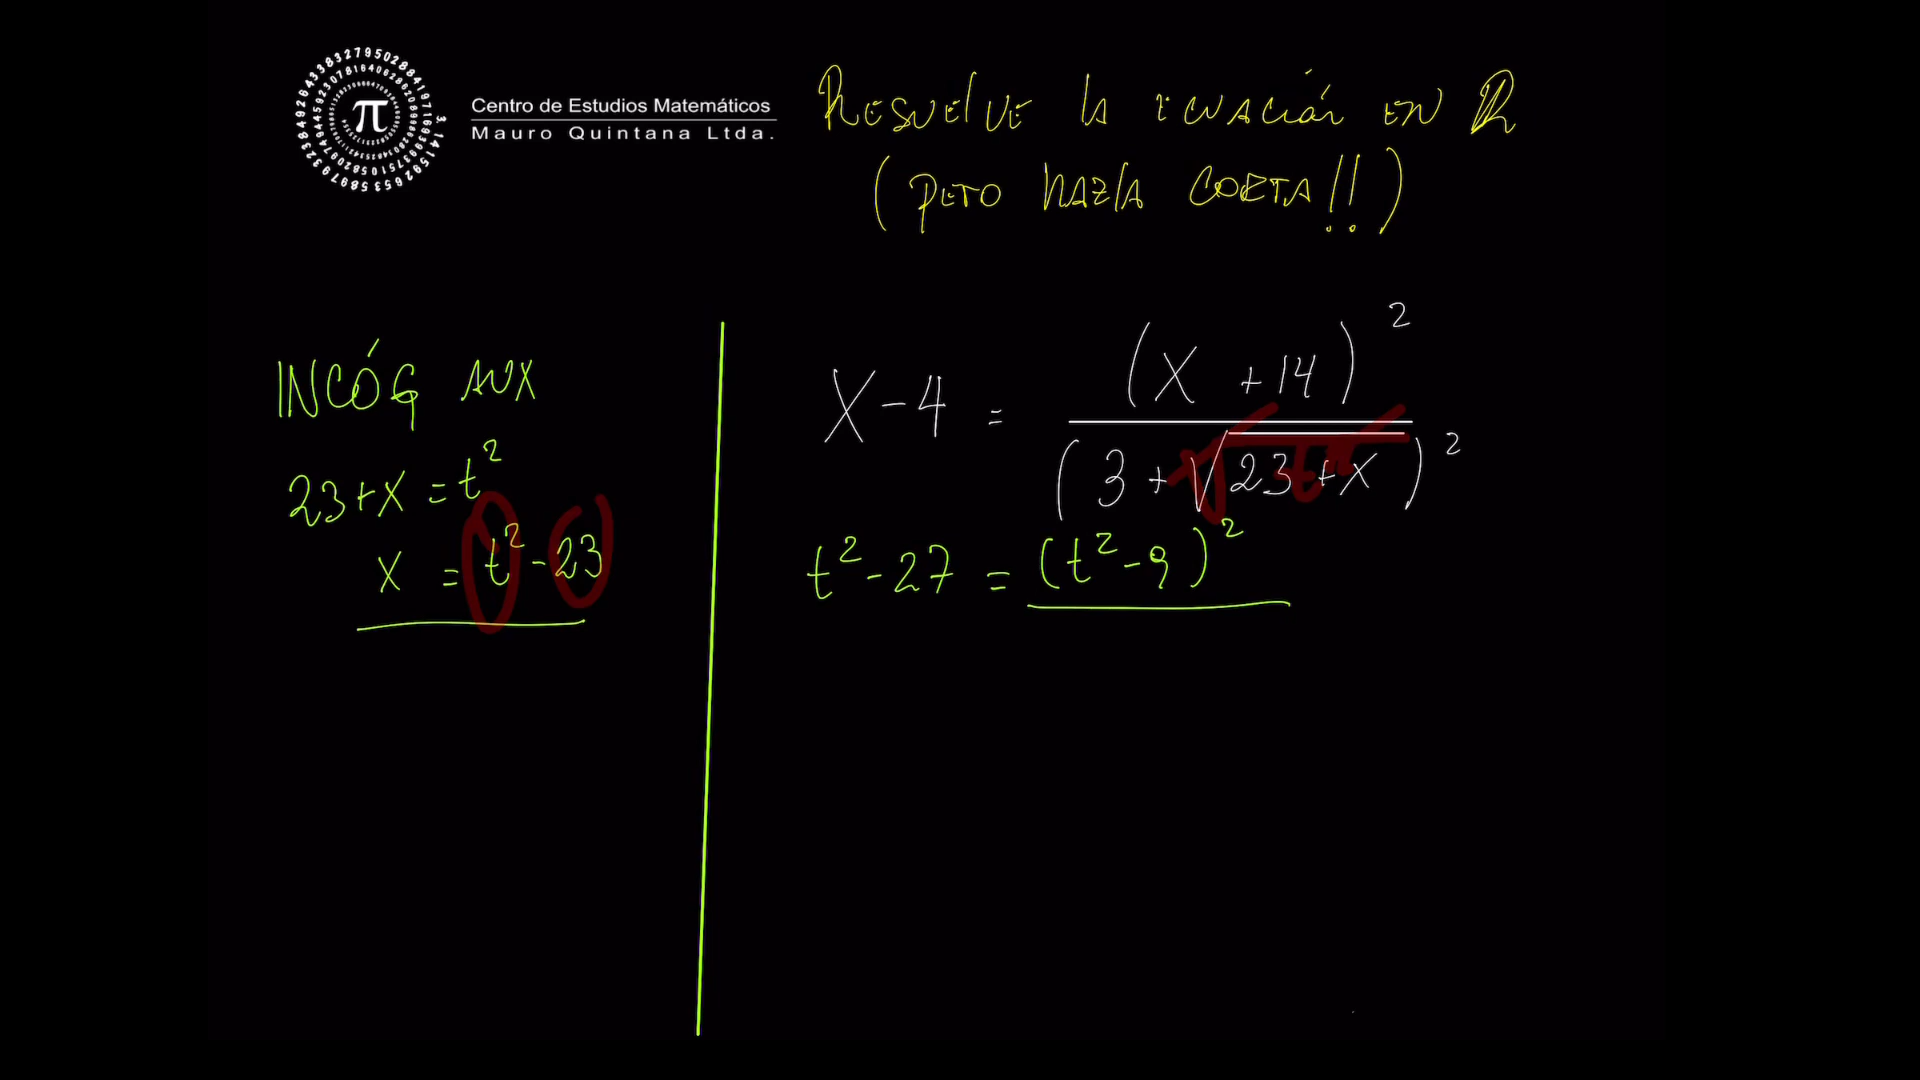 Centro de Estudios Matemáticos
Mauro Quintana Ltda.
π
RESUELVE LA ECUACIÓN EN ℝ
(PERO HAZLA CORTA!!)
INCÓG AUX
23+X = t²
X = t² - 23
X - 4 = (X + 14)² / (3 + √(23 + X))²
t² - 27 = (t² - 9)²